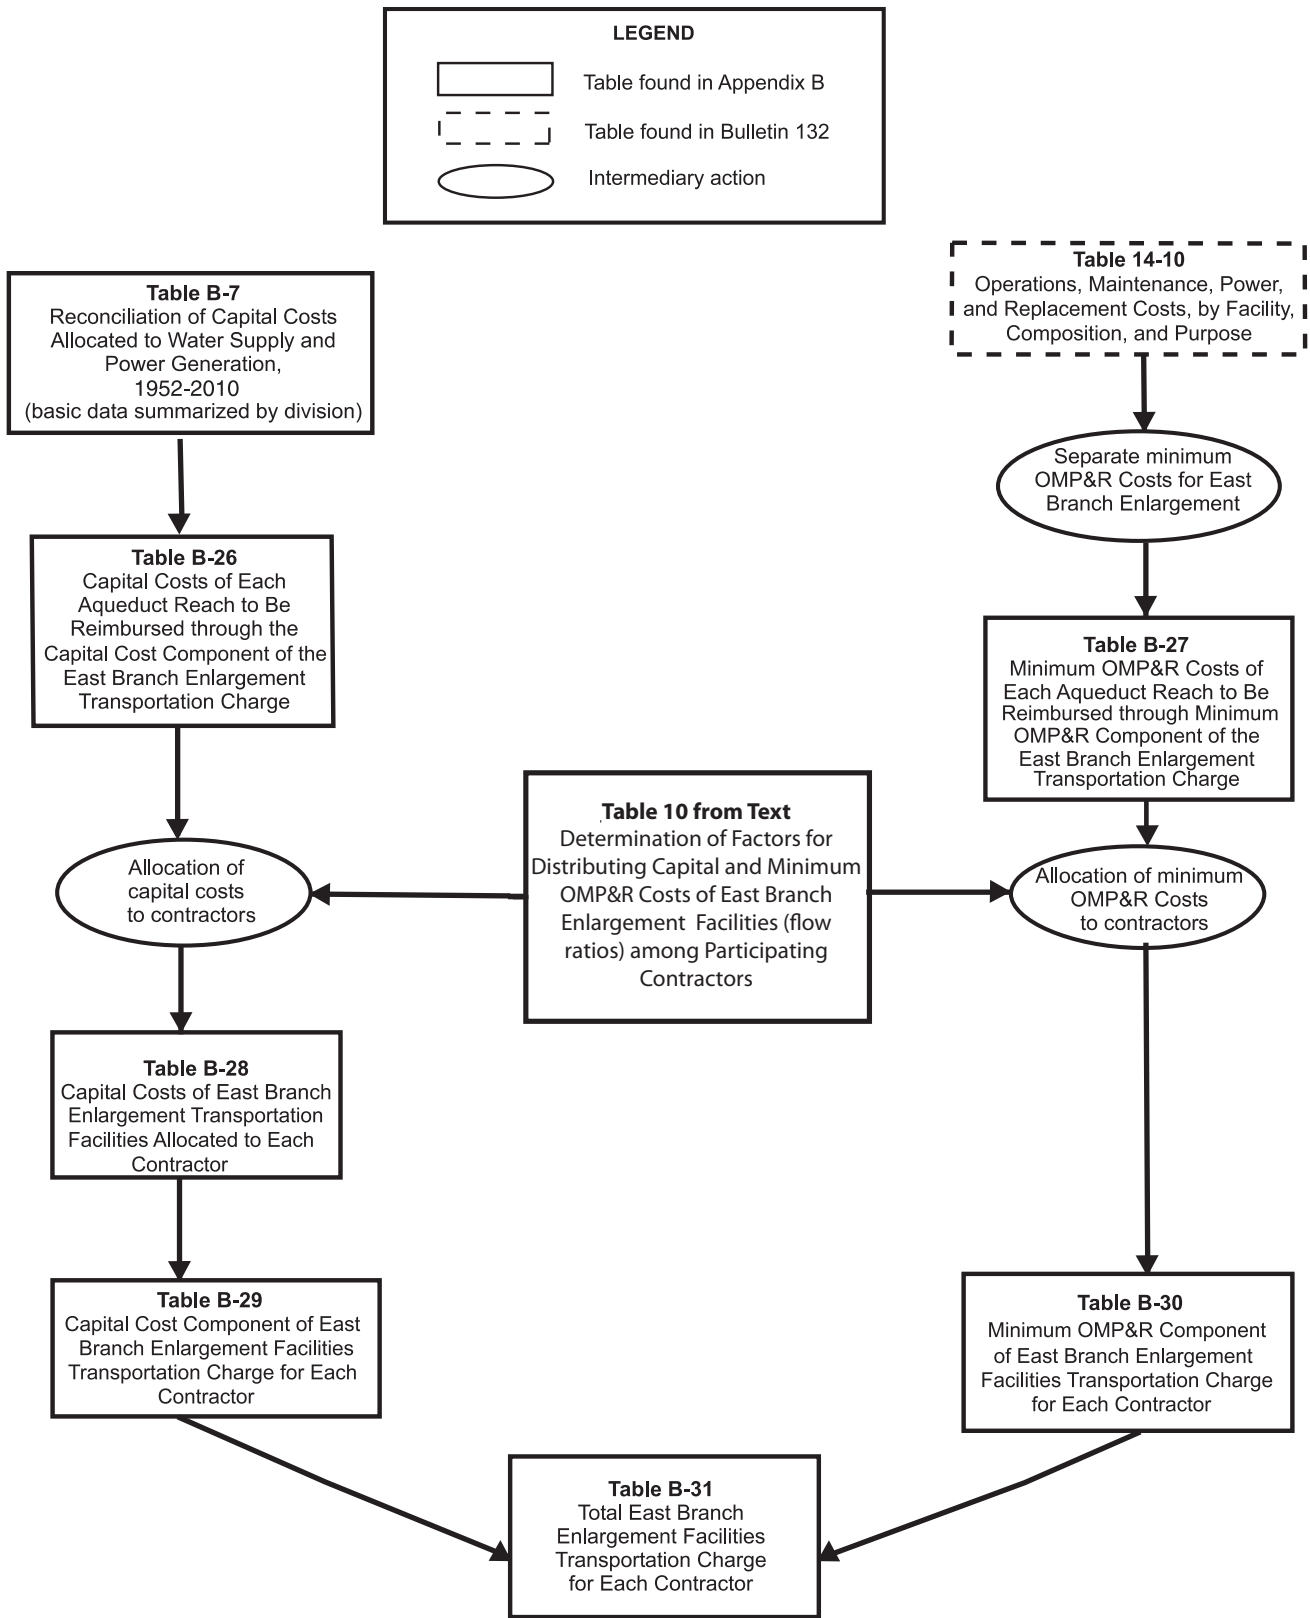 LEGEND
Table found in Appendix B
Table found in Bulletin 132
Intermediary action
Table B-7
Reconciliation of Capital Costs
Allocated to Water Supply and
Power Generation,
1952-2010
(basic data summarized by division)
Table 14-10
Operations, Maintenance, Power,
and Replacement Costs, by Facility,
Composition, and Purpose
Separate minimum
OMP&R Costs for East
Branch Enlargement
Table B-26
Capital Costs of Each
Aqueduct Reach to Be
Reimbursed through the
Capital Cost Component of the
East Branch Enlargement
Transportation Charge
Table B-27
Minimum OMP&R Costs of
Each Aqueduct Reach to Be
Reimbursed through Minimum
OMP&R Component of the
East Branch Enlargement
Transportation Charge
Table 10 from Text
Determination of Factors for
Distributing Capital and Minimum
OMP&R Costs of East Branch
Enlargement Facilities (flow
ratios) among Participating
Contractors
Allocation of
capital costs
to contractors
Allocation of minimum
OMP&R Costs
to contractors
Table B-28
Capital Costs of East Branch
Enlargement Transportation
Facilities Allocated to Each
Contractor
Table B-29
Capital Cost Component of East
Branch Enlargement Facilities
Transportation Charge for Each
Contractor
Table B-30
Minimum OMP&R Component
of East Branch Enlargement
Facilities Transportation Charge
for Each Contractor
Table B-31
Total East Branch
Enlargement Facilities
Transportation Charge
for Each Contractor